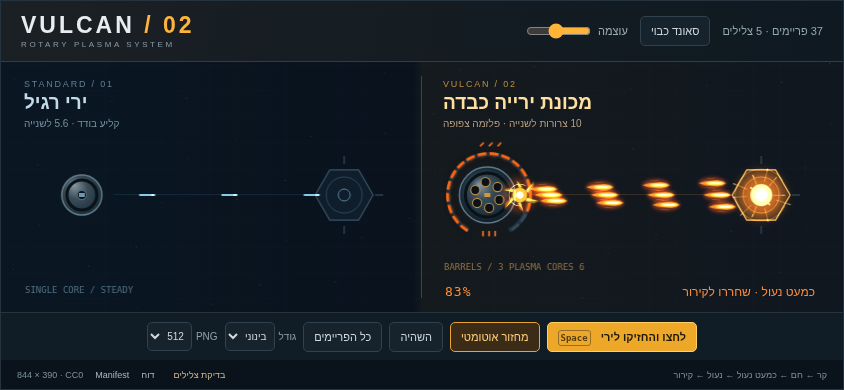 VULCAN / 02
ROTARY PLASMA SYSTEM
37 פריימים · 5 צלילים
סאונד כבוי
עוצמה
STANDARD / 01
ירי רגיל
קליע בודד · 5.6 לשנייה
SINGLE CORE / STEADY
VULCAN / 02
מכונת ירייה כבדה
10 צרורות לשנייה · פלזמה צפופה
BARRELS / 3 PLASMA CORES 6
83%
כמעט נעול · שחררו לקירור
לחצו והחזיקו לירי Space
מחזור אוטומטי
השהיה
כל הפריימים
גודל בינוני
PNG 512
קר ← חם ← כמעט נעול ← נעול ← קירור
בדיקת צלילים
דוח
Manifest
844 × 390 · CC0